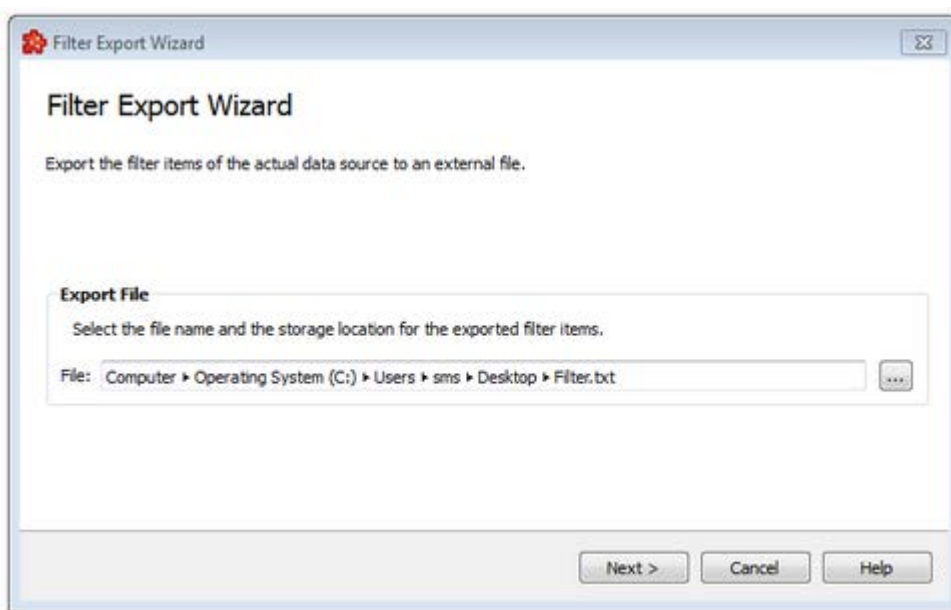 Filter Export Wizard
Filter Export Wizard
Export the filter items of the actual data source to an external file.
Export File
Select the file name and the storage location for the exported filter items.
File: Computer ▸ Operating System (C:) ▸ Users ▸ sms ▸ Desktop ▸ Filter.txt ...
Next > Cancel Help